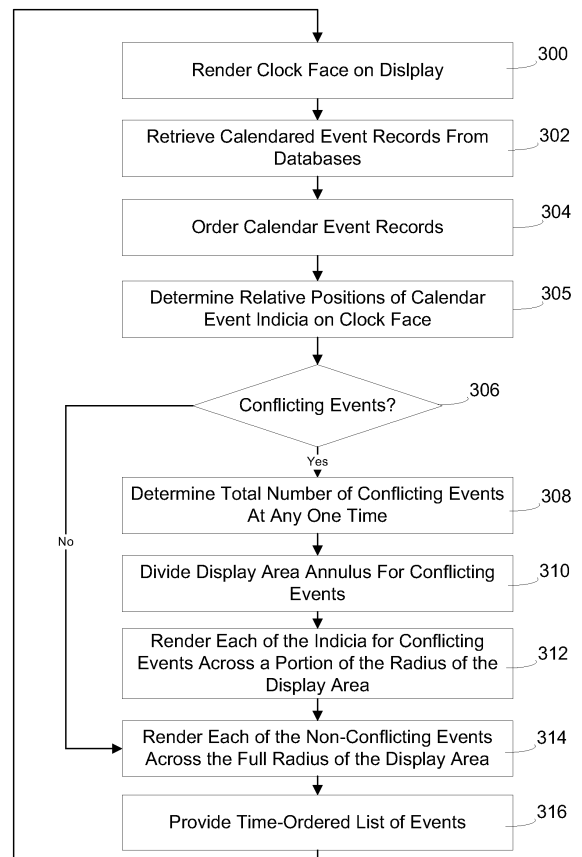 Render Clock Face on Dislplay
300
Retrieve Calendared Event Records From
Databases
302
Order Calendar Event Records
304
Determine Relative Positions of Calendar
Event Indicia on Clock Face
305
Conflicting Events?
306
Yes
Determine Total Number of Conflicting Events
At Any One Time
308
No
Divide Display Area Annulus For Conflicting
Events
310
Render Each of the Indicia for Conflicting
Events Across a Portion of the Radius of the
Display Area
312
Render Each of the Non-Conflicting Events
Across the Full Radius of the Display Area
314
Provide Time-Ordered List of Events
316